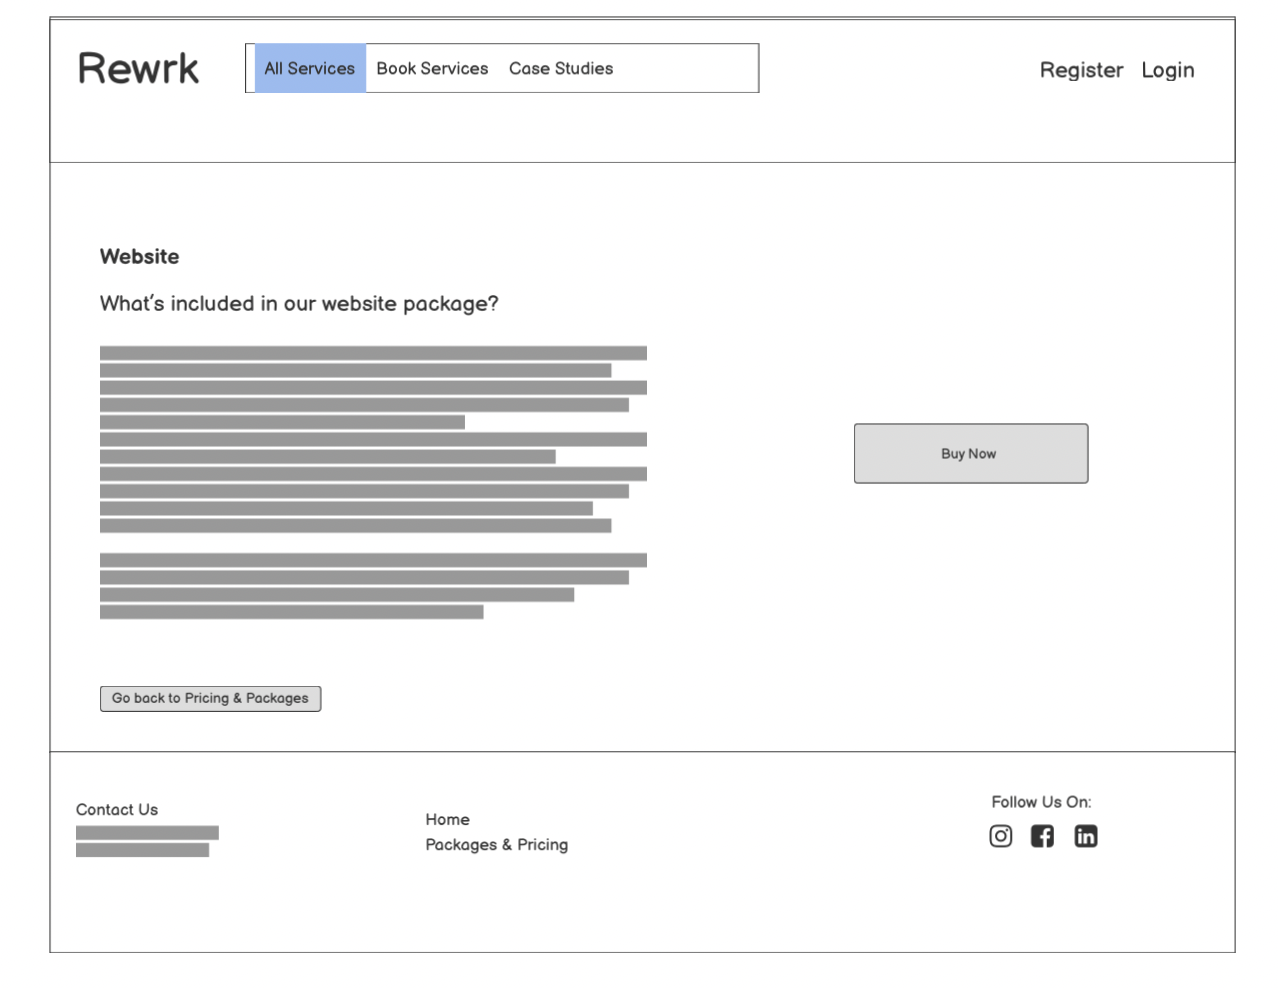 Rewrk
All Services Book Services Case Studies
Register Login
Website
What's included in our website package?
Buy Now
Go back to Pricing & Packages
Contact Us
Home
Packages & Pricing
Follow Us On: